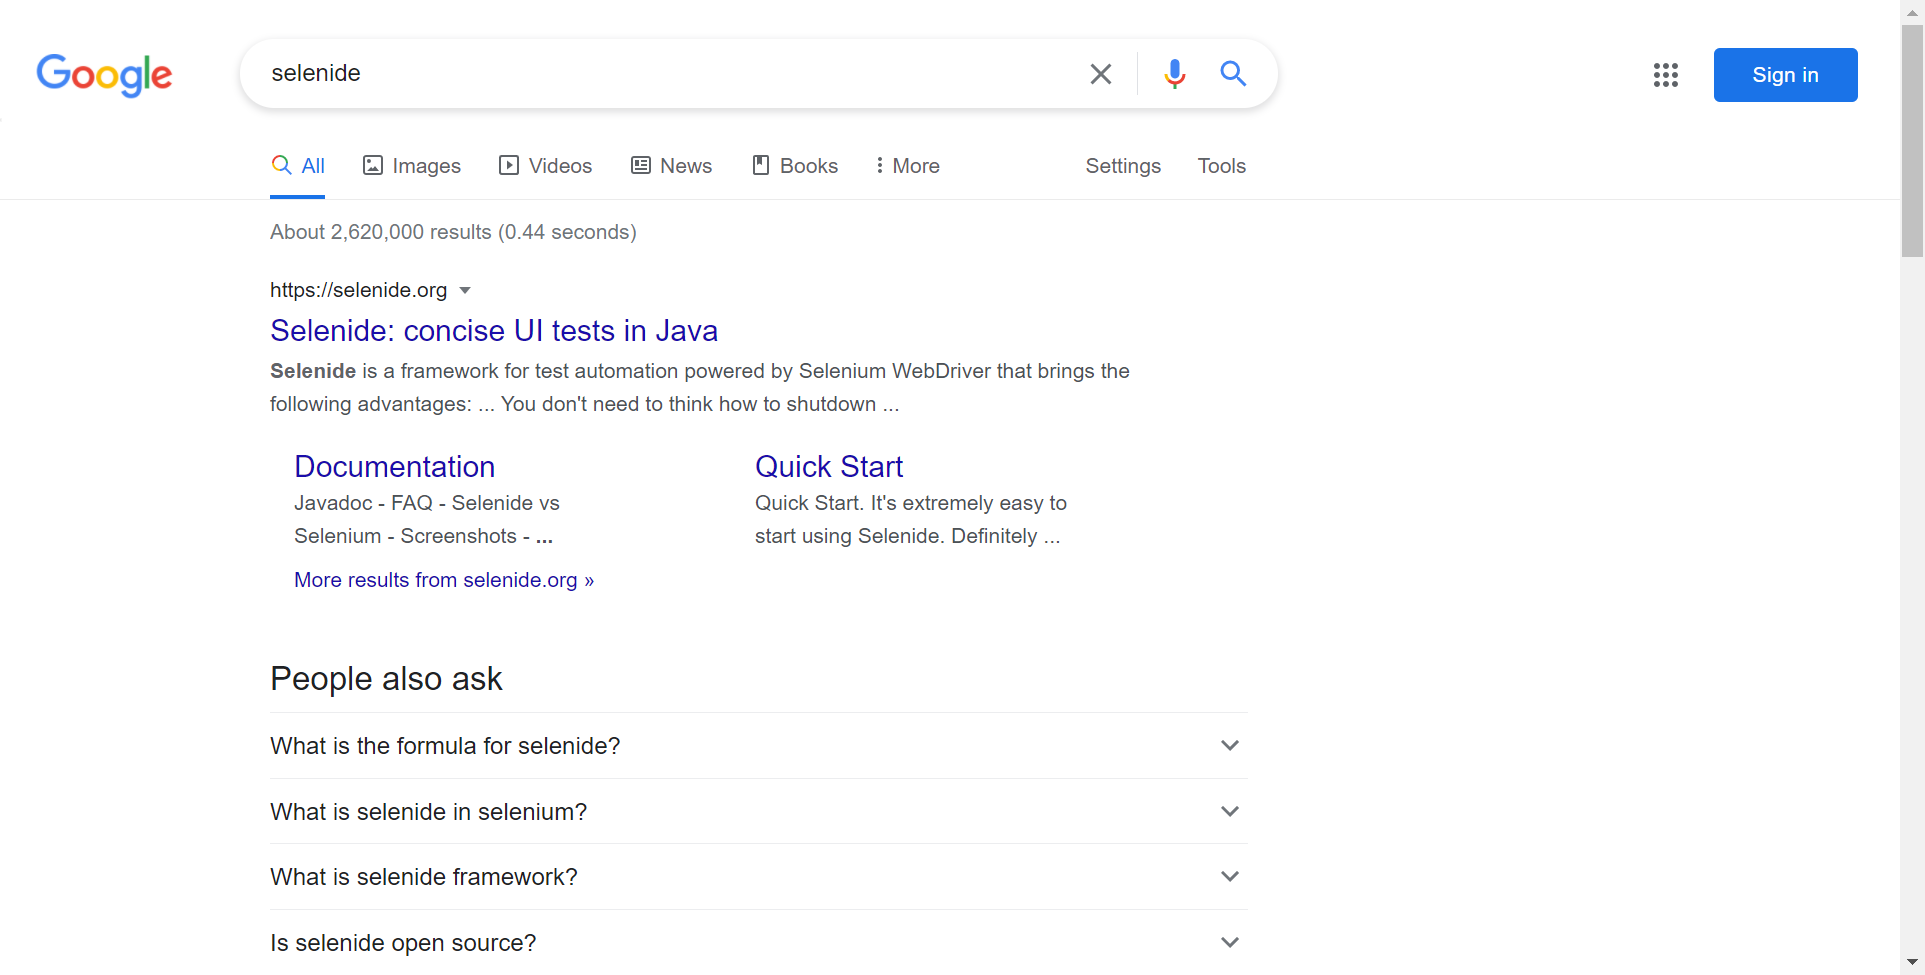 Google
selenide
Sign in
All Images Videos News Books More Settings Tools
About 2,620,000 results (0.44 seconds)
https://selenide.org
Selenide: concise UI tests in Java
Selenide is a framework for test automation powered by Selenium WebDriver that brings the
following advantages: ... You don't need to think how to shutdown ...
Documentation
Javadoc - FAQ - Selenide vs
Selenium - Screenshots - ...
Quick Start
Quick Start. It's extremely easy to
start using Selenide. Definitely ...
More results from selenide.org »
People also ask
What is the formula for selenide?
What is selenide in selenium?
What is selenide framework?
Is selenide open source?